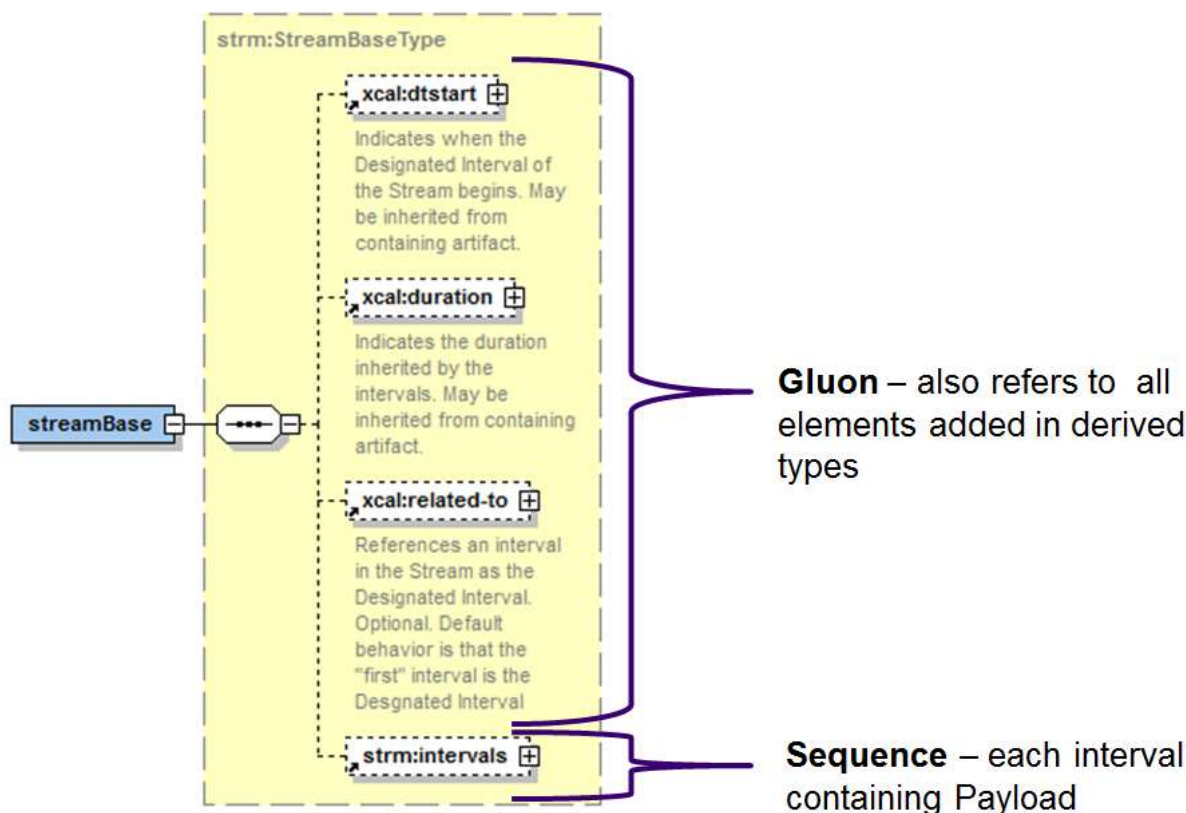 strm:StreamBaseType
xcal:dtstart
Indicates when the
Designated Interval of
the Stream begins. May
be inherited from
containing artifact.
xcal:duration
Indicates the duration
inherited by the
intervals. May be
inherited from containing
artifact.
streamBase
xcal:related-to
References an interval
in the Stream as the
Designated Interval.
Optional. Default
behavior is that the
"first" interval is the
Desgnated Interval
strm:intervals
Gluon – also refers to all
elements added in derived
types
Sequence – each interval
containing Payload